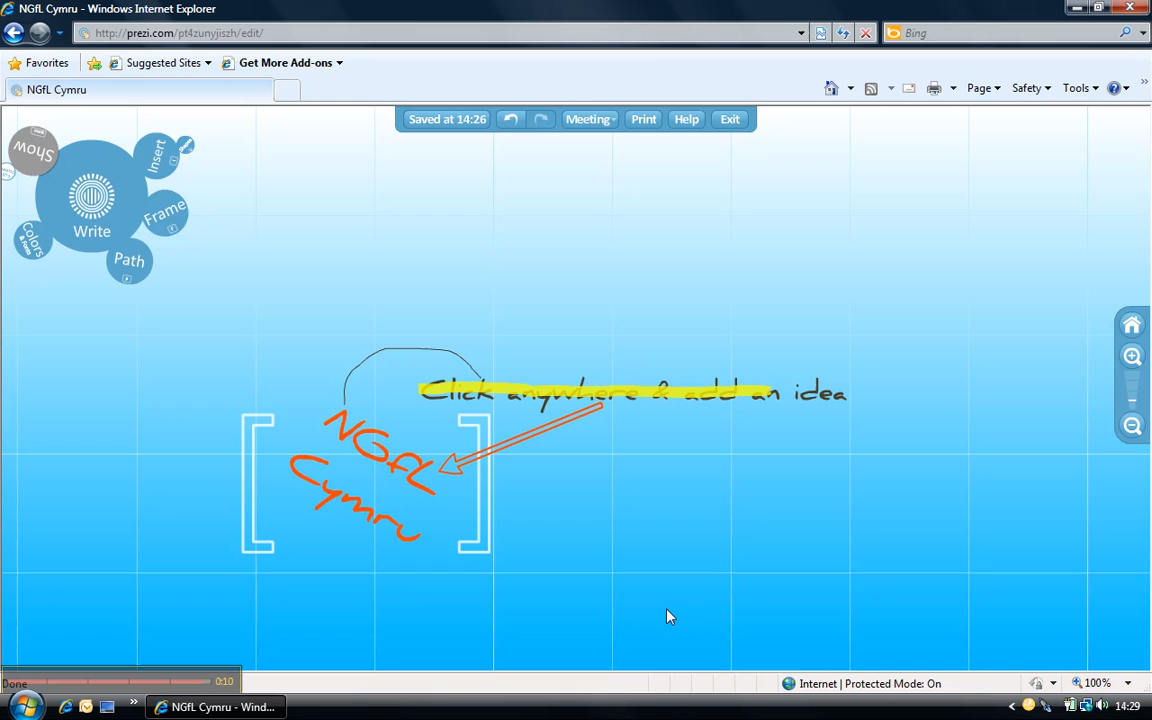 NGfL Cymru - Windows Internet Explorer
http://prezi.com/pt4zunyjiszh/edit/
Bing
Favorites
Suggested Sites
Get More Add-ons
NGfL Cymru
Page
Safety
Tools
Saved at 14:26
Meeting
Print
Help
Exit
Show
Insert
Frame
Write
Colors
& Fonts
Path
Click anywhere & add an idea
NGfL
Cymru
Done
0:10
Internet | Protected Mode: On
100%
NGfL Cymru - Wind...
14:29